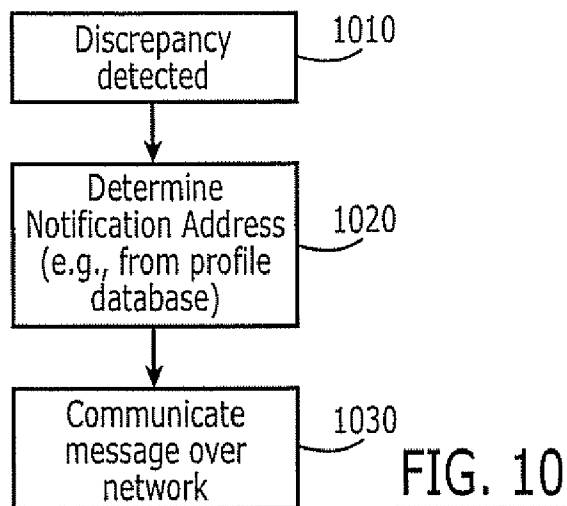 Discrepancy
detected
1010
Determine
Notification Address
(e.g., from profile
database)
1020
Communicate
message over
network
1030
FIG. 10